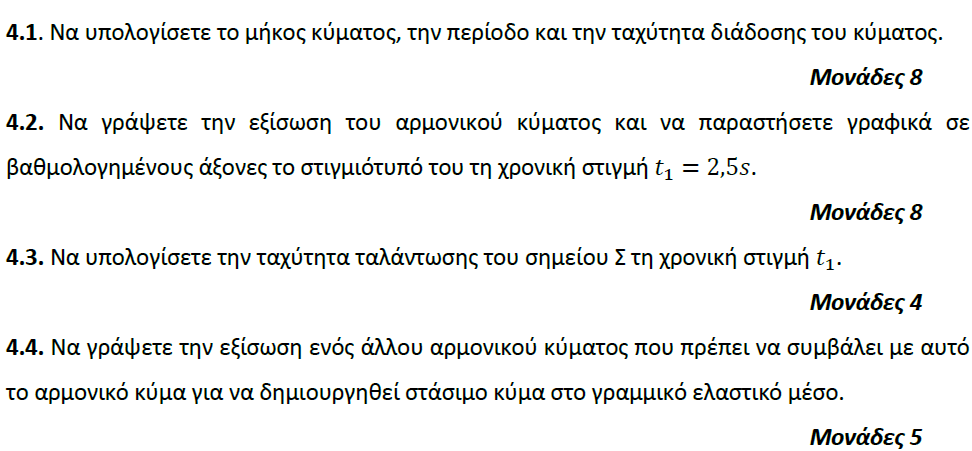 4.1. Να υπολογίσετε το μήκος κύματος, την περίοδο και την ταχύτητα διάδοσης του κύματος.
Μονάδες 8
4.2. Να γράψετε την εξίσωση του αρμονικού κύματος και να παραστήσετε γραφικά σε
βαθμολογημένους άξονες το στιγμιότυπό του τη χρονική στιγμή t₁ = 2,5s.
Μονάδες 8
4.3. Να υπολογίσετε την ταχύτητα ταλάντωσης του σημείου Σ τη χρονική στιγμή t₁.
Μονάδες 4
4.4. Να γράψετε την εξίσωση ενός άλλου αρμονικού κύματος που πρέπει να συμβάλει με αυτό
το αρμονικό κύμα για να δημιουργηθεί στάσιμο κύμα στο γραμμικό ελαστικό μέσο.
Μονάδες 5